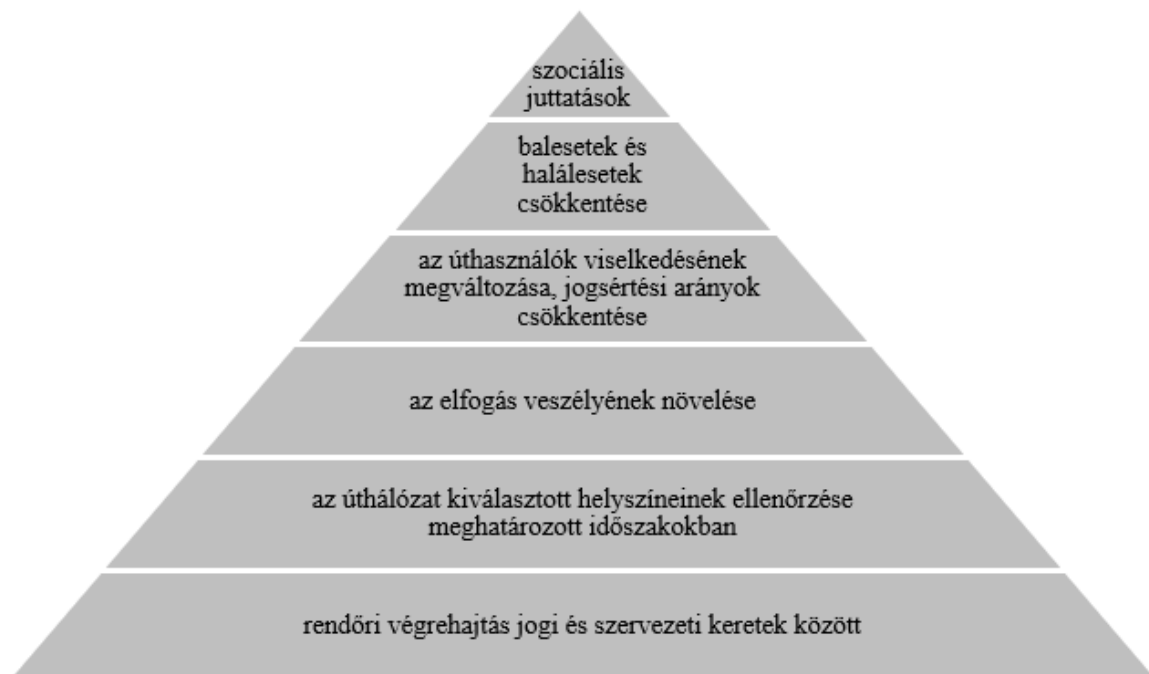 szociális
juttatások
balesetek és
halálesetek
csökkentése
az úthasználók viselkedésének
megváltozása, jogsértési arányok
csökkentése
az elfogás veszélyének növelése
az úthálózat kiválasztott helyszíneinek ellenőrzése
meghatározott időszakokban
rendőri végrehajtás jogi és szervezeti keretek között